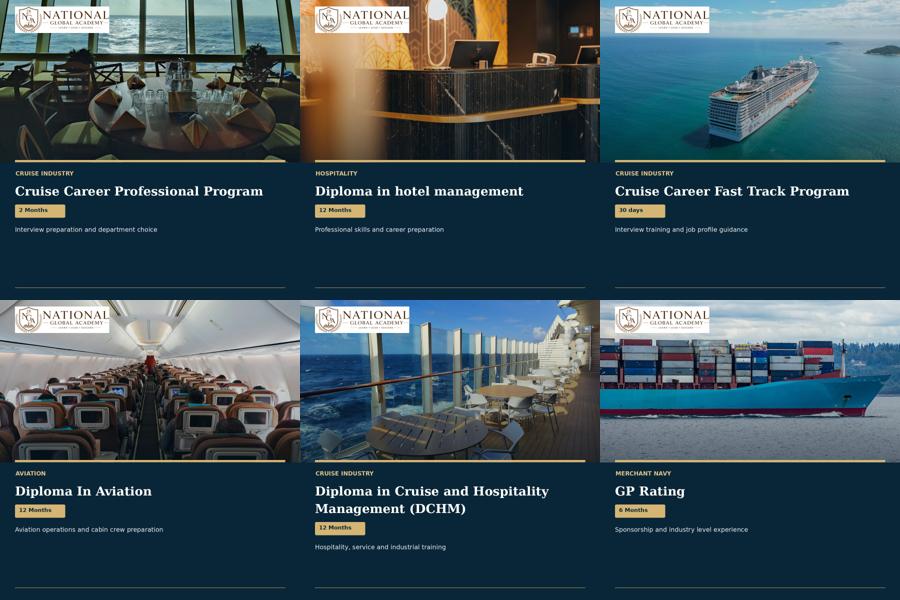 NATIONAL
GLOBAL ACADEMY
CRUISE INDUSTRY
Cruise Career Professional Program
2 Months
Interview preparation and department choice
NATIONAL
GLOBAL ACADEMY
HOSPITALITY
Diploma in hotel management
12 Months
Professional skills and career preparation
NATIONAL
GLOBAL ACADEMY
CRUISE INDUSTRY
Cruise Career Fast Track Program
30 days
Interview training and job profile guidance
NATIONAL
GLOBAL ACADEMY
AVIATION
Diploma In Aviation
12 Months
Aviation operations and cabin crew preparation
NATIONAL
GLOBAL ACADEMY
CRUISE INDUSTRY
Diploma in Cruise and Hospitality
Management (DCHM)
12 Months
Hospitality, service and industrial training
NATIONAL
GLOBAL ACADEMY
MERCHANT NAVY
GP Rating
6 Months
Sponsorship and industry level experience